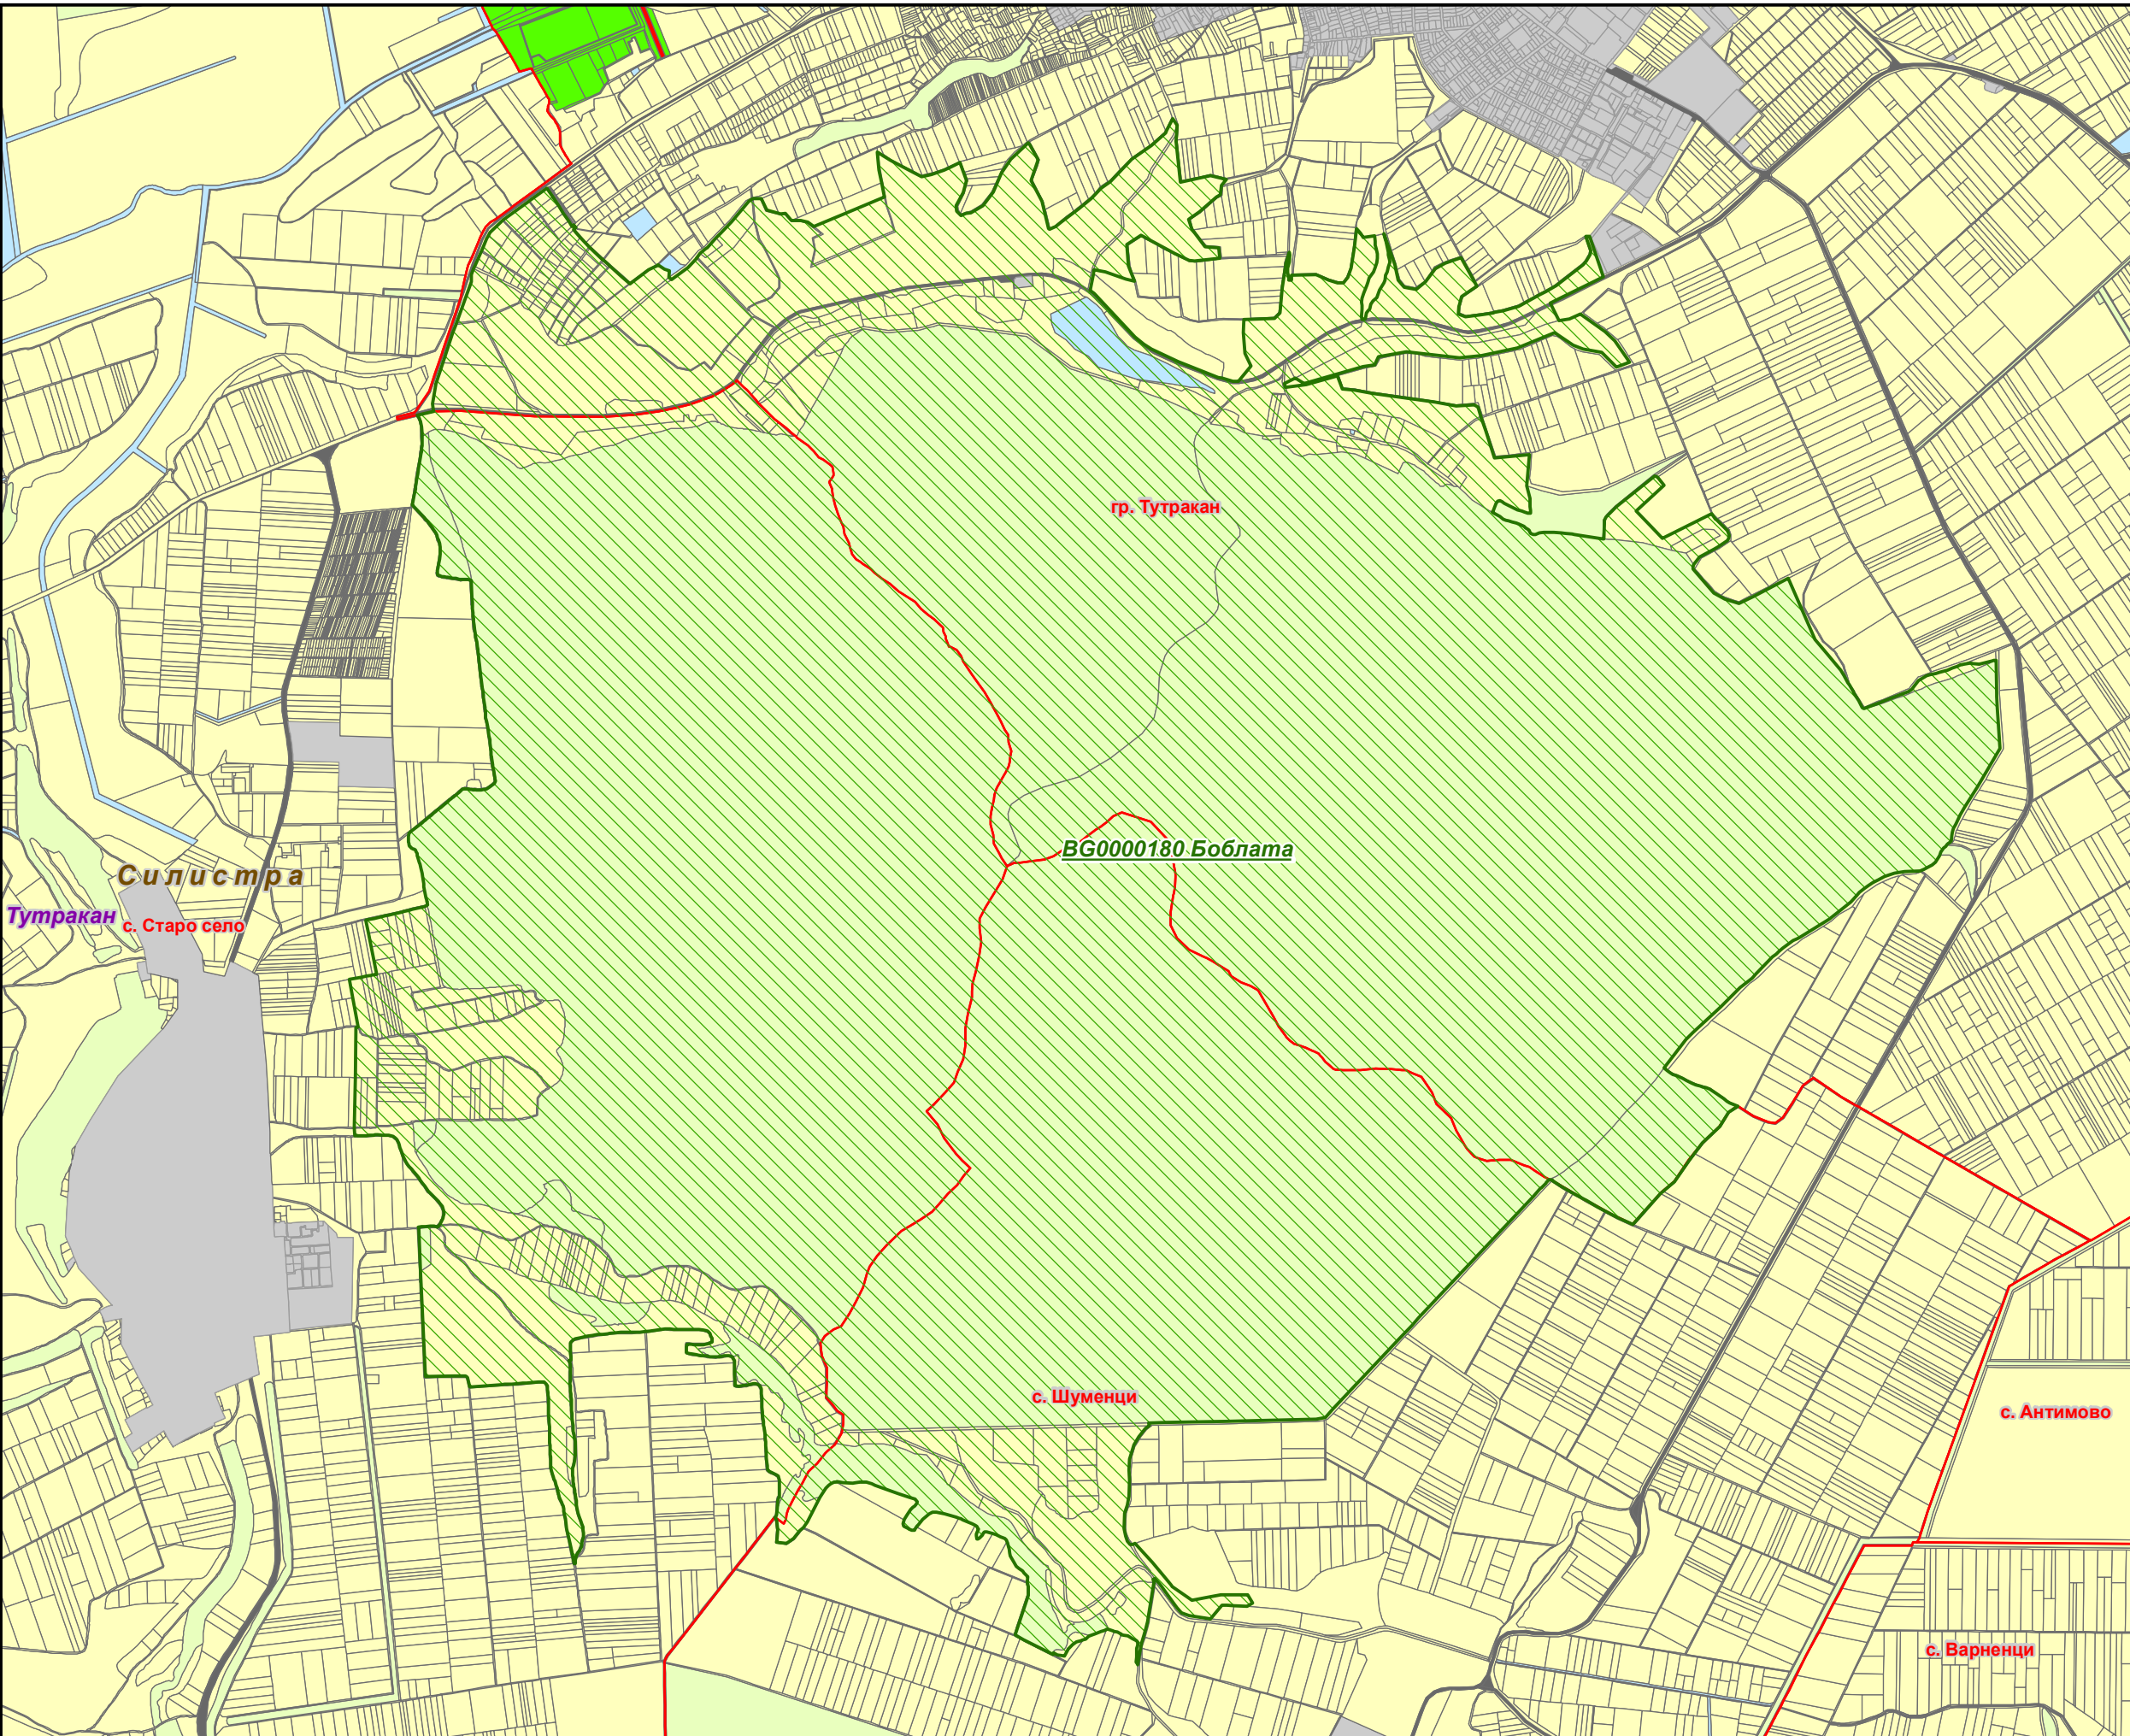 гр. Тутракан
BG0000180 Боблата
Силистра
Тутракан
с. Старо село
с. Шуменци
с. Антимово
с. Варненци